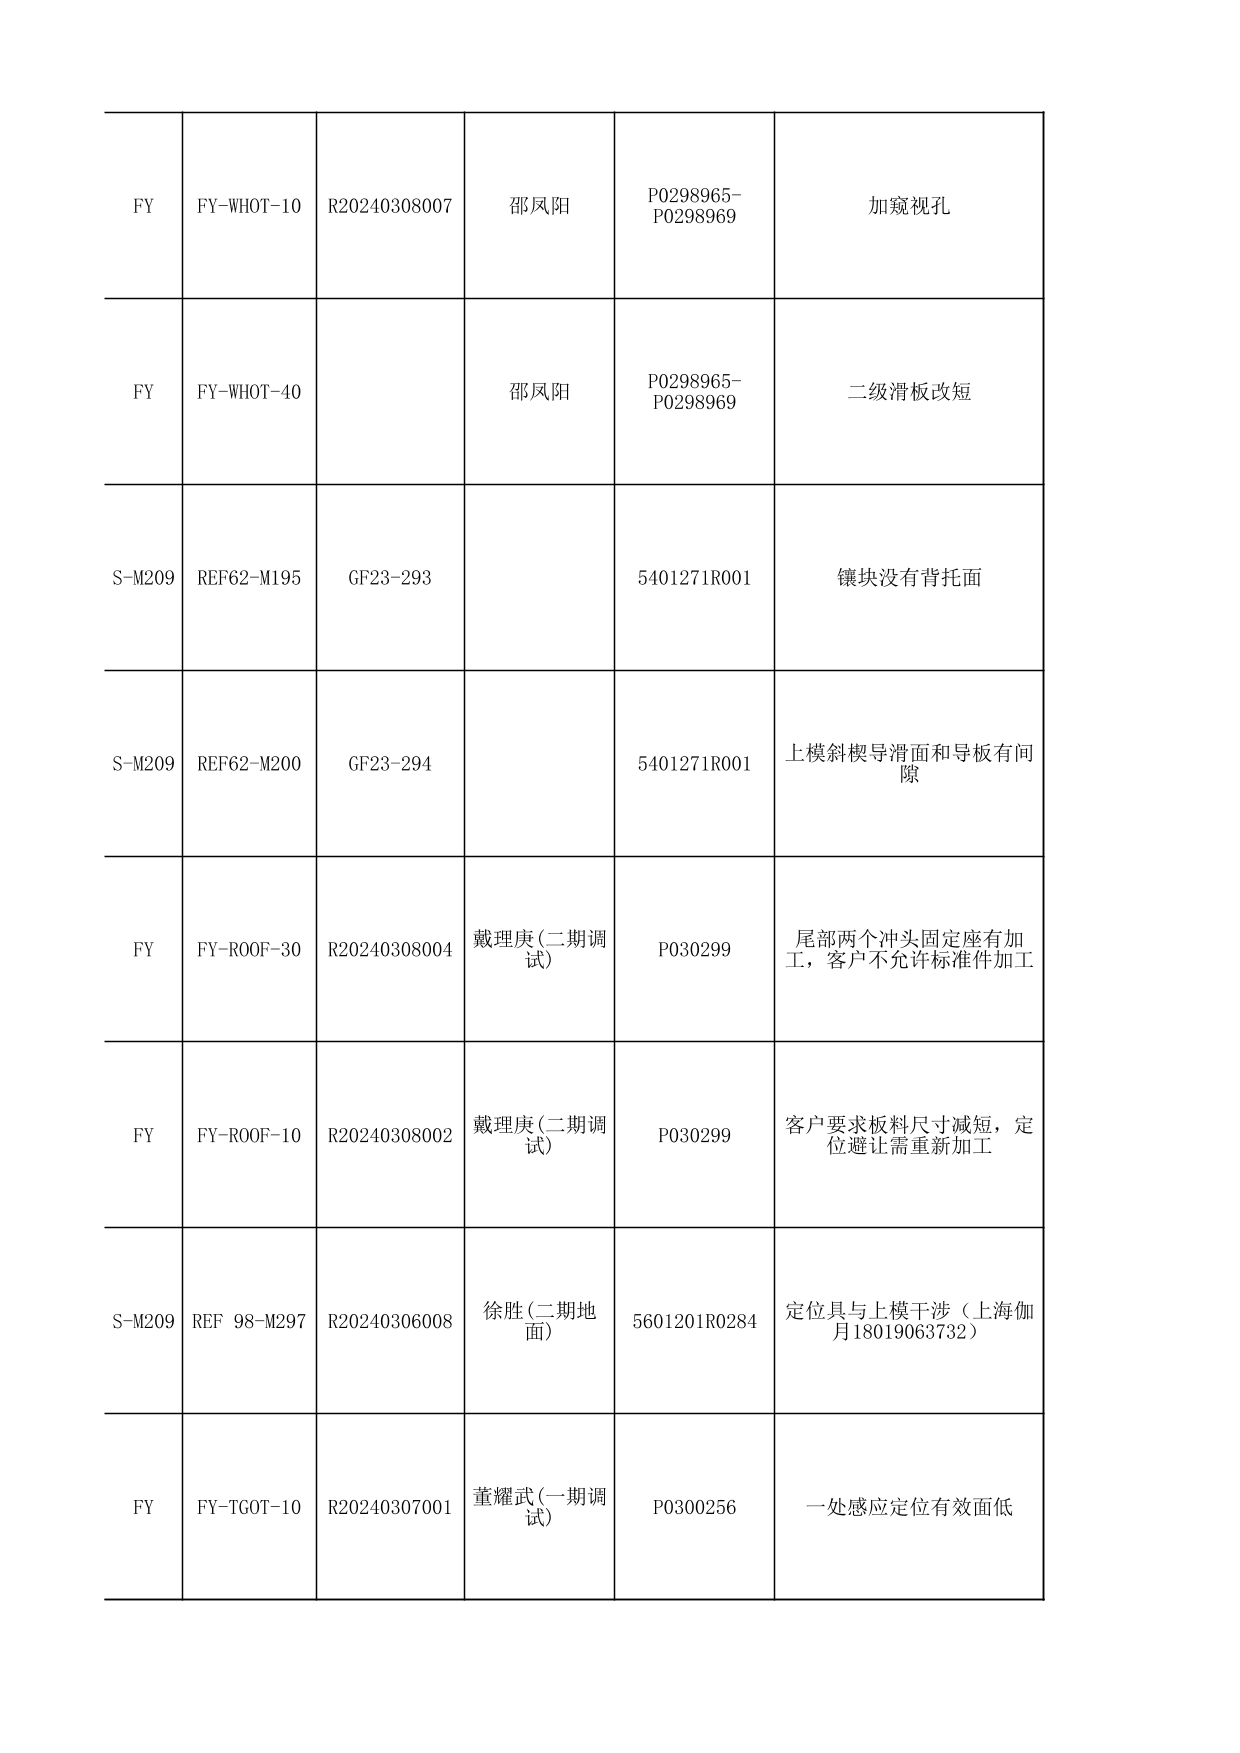 FY
FY-WHOT-10
R20240308007
邵凤阳
P0298965-
P0298969
加窥视孔
FY
FY-WHOT-40
邵凤阳
P0298965-
P0298969
二级滑板改短
S-M209
REF62-M195
GF23-293
5401271R001
镶块没有背托面
S-M209
REF62-M200
GF23-294
5401271R001
上模斜楔导滑面和导板有间
隙
FY
FY-ROOF-30
R20240308004
戴理庚(二期调
试)
P030299
尾部两个冲头固定座有加
工，客户不允许标准件加工
FY
FY-ROOF-10
R20240308002
戴理庚(二期调
试)
P030299
客户要求板料尺寸减短，定
位避让需重新加工
S-M209
REF 98-M297
R20240306008
徐胜(二期地
面)
5601201R0284
定位具与上模干涉（上海伽
月18019063732）
FY
FY-TGOT-10
R20240307001
董耀武(一期调
试)
P0300256
一处感应定位有效面低